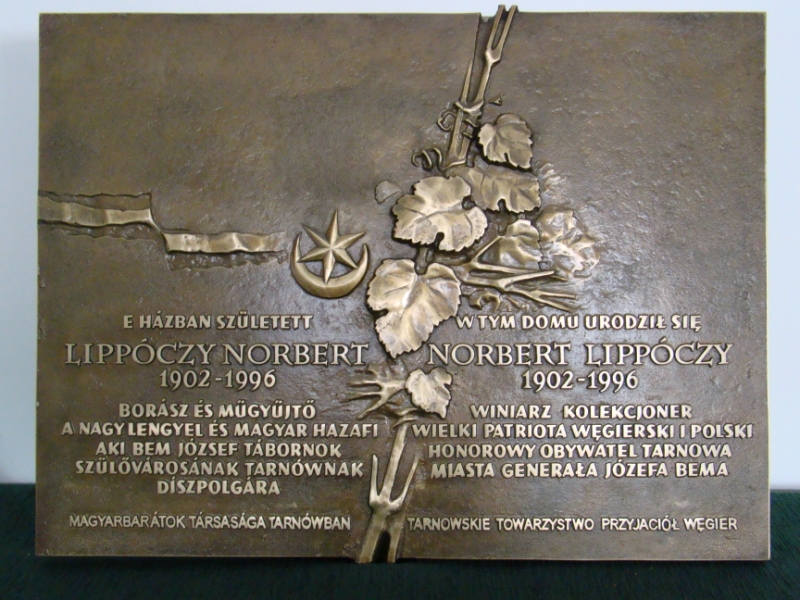 E HÁZBAN SZÜLETETT
LIPPÓCZY NORBERT
1902-1996
BORÁSZ ÉS MŰGYŰJTŐ
A NAGY LENGYEL ÉS MAGYAR HAZAFI
AKI BEM JÓZSEF TÁBORNOK
SZÜLŐVÁROSÁNAK TARNÓWNAK
DÍSZPOLGÁRA
MAGYARBARÁTOK TÁRSASÁGA TARNÓWBAN
W TYM DOMU URODZIŁ SIĘ
NORBERT LIPPÓCZY
1902-1996
WINIARZ KOLEKCJONER
WIELKI PATRIOTA WĘGIERSKI I POLSKI
HONOROWY OBYWATEL TARNOWA
MIASTA GENERAŁA JÓZEFA BEMA
TARNOWSKIE TOWARZYSTWO PRZYJACIÓŁ WĘGIER